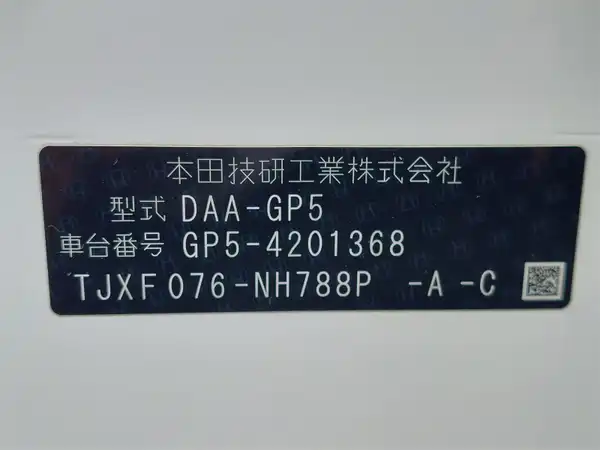 本田技研工業株式会社
型式 DAA-GP5
車台番号 GP5-4201368
TJXF076-NH788P -A -C